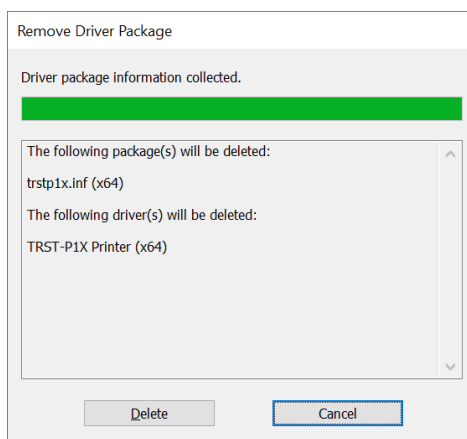 Remove Driver Package
Driver package information collected.
The following package(s) will be deleted:
trstp1x.inf (x64)
The following driver(s) will be deleted:
TRST-P1X Printer (x64)
Delete
Cancel